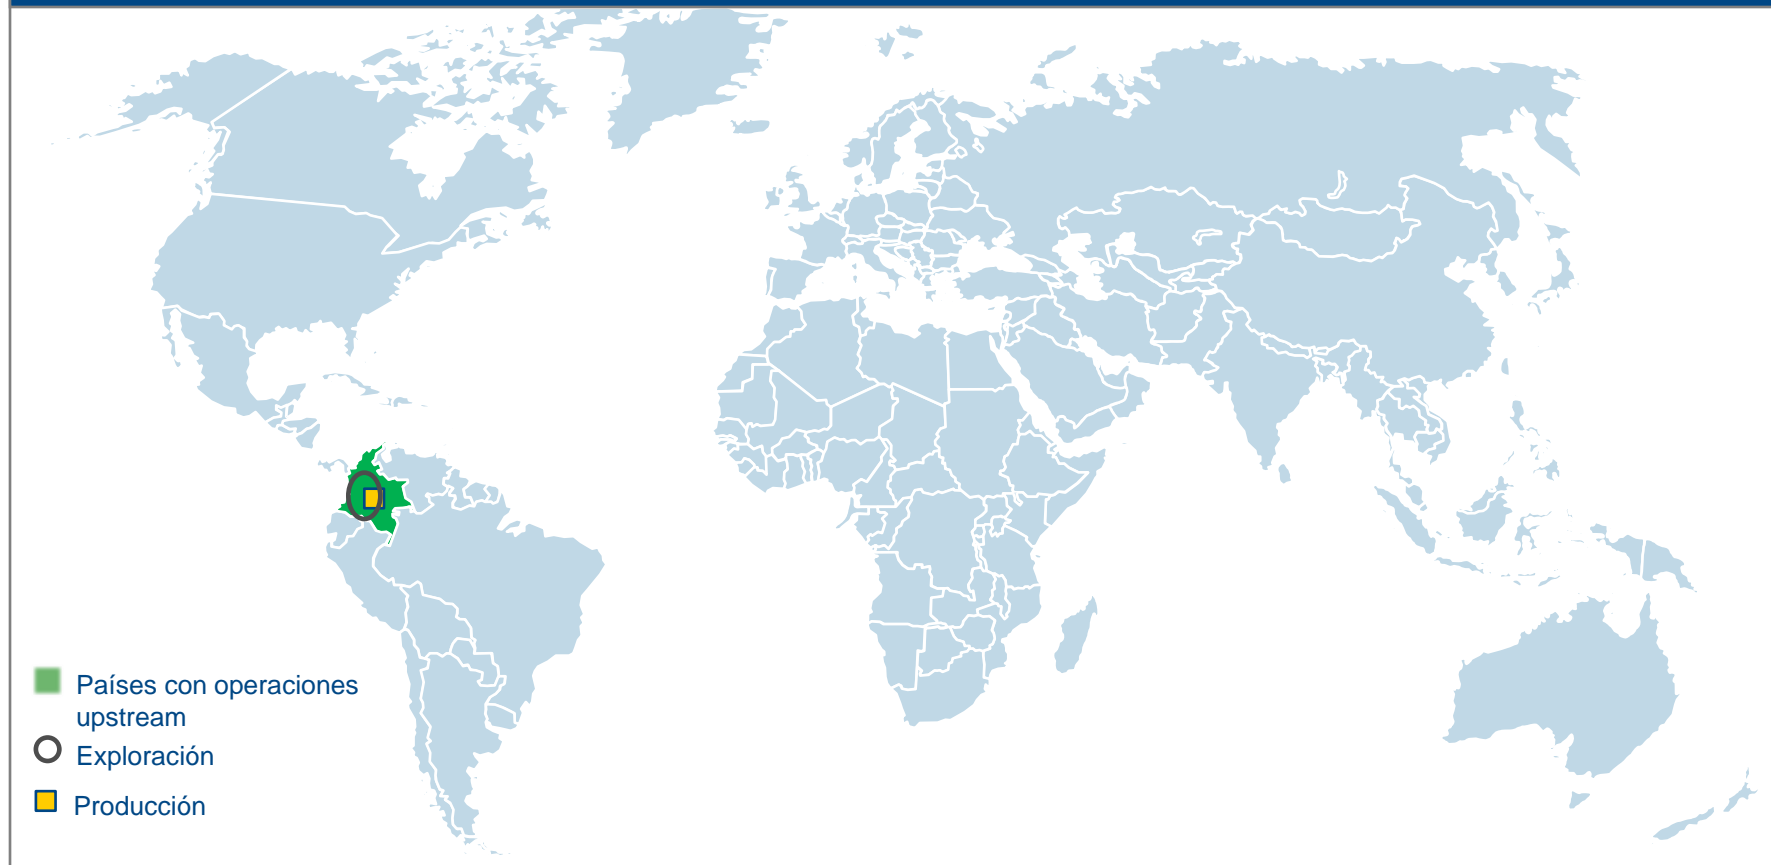 Países con operaciones
upstream
Exploración
Producción